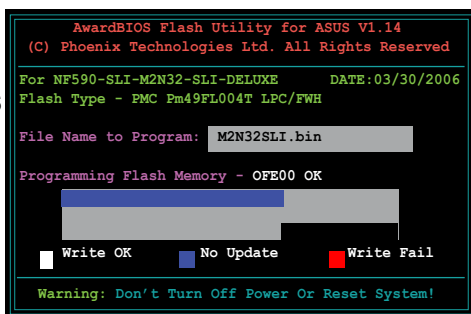 AwardBIOS Flash Utility for ASUS V1.14
(C) Phoenix Technologies Ltd. All Rights Reserved
For NF590-SLI-M2N32-SLI-DELUXE DATE:03/30/2006
Flash Type - PMC Pm49FL004T LPC/FWH
File Name to Program: M2N32SLI.bin
Programming Flash Memory - OFE00 OK
Write OK No Update Write Fail
Warning: Don't Turn Off Power Or Reset System!